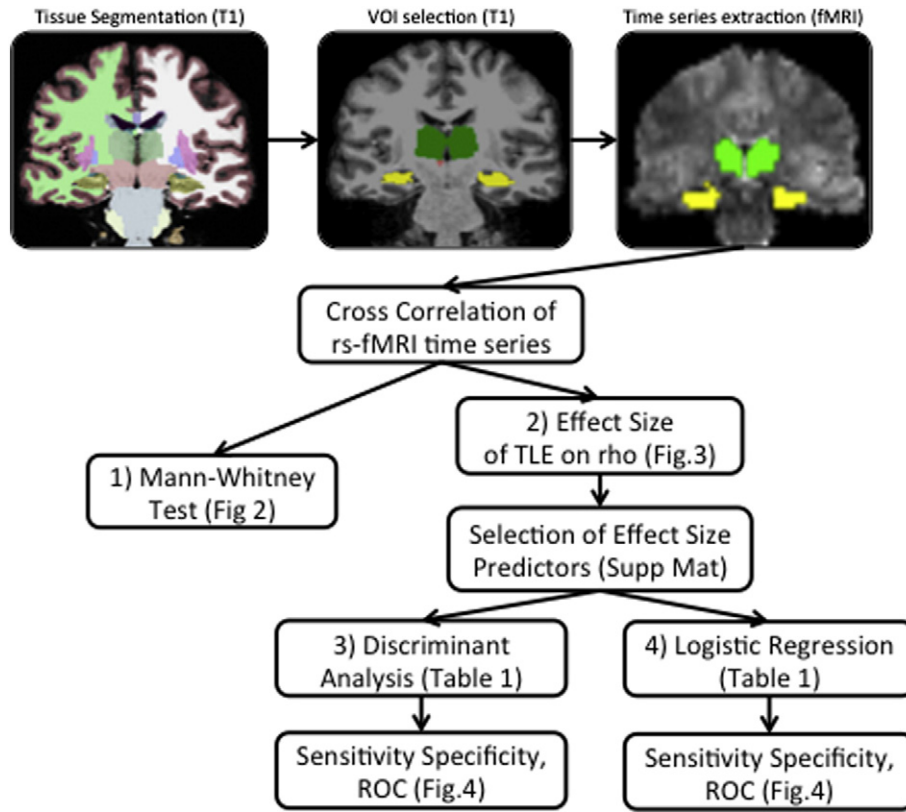 Tissue Segmentation (T1)
VOI selection (T1)
Time series extraction (fMRI)
Cross Correlation of
rs-fMRI time series
2) Effect Size
of TLE on rho (Fig.3)
1) Mann-Whitney
Test (Fig 2)
Selection of Effect Size
Predictors (Supp Mat)
3) Discriminant
Analysis (Table 1)
4) Logistic Regression
(Table 1)
Sensitivity Specificity,
ROC (Fig.4)
Sensitivity Specificity,
ROC (Fig.4)